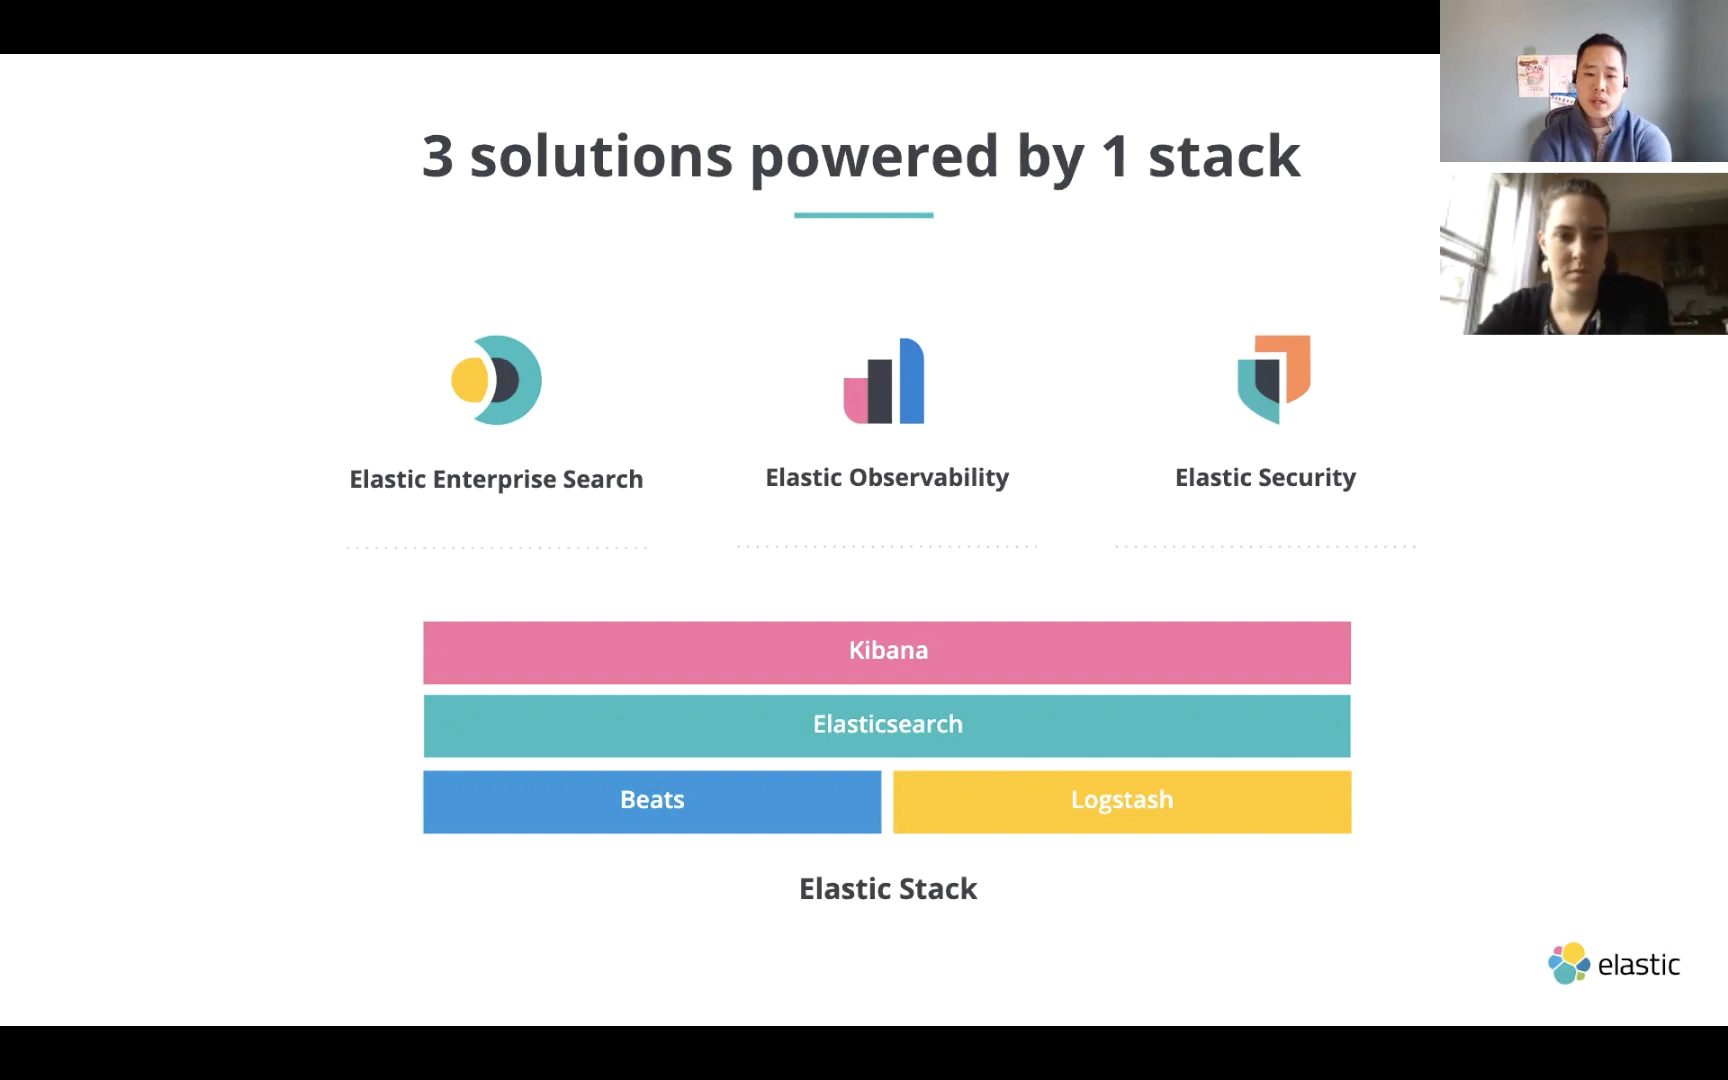 3 solutions powered by 1 stack
Elastic Enterprise Search
Elastic Observability
Elastic Security
Kibana
Elasticsearch
Beats
Logstash
Elastic Stack
elastic